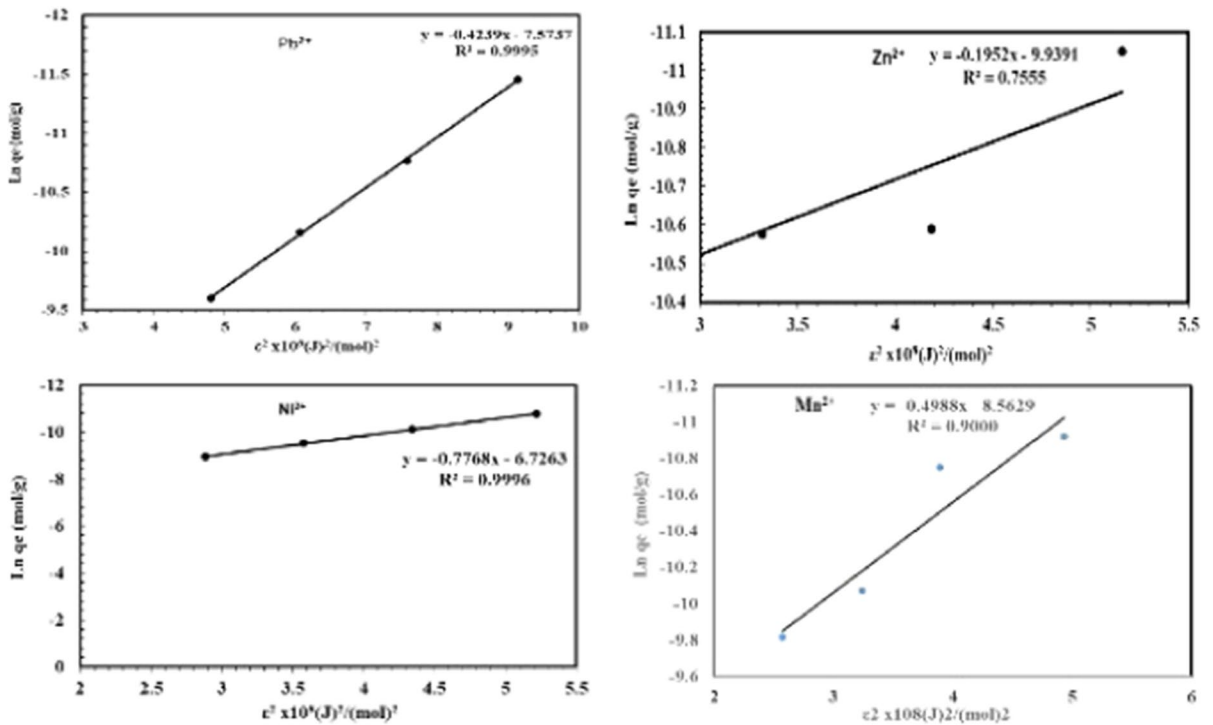 -12
-11.5
-11
-10.5
-10
-9.5
Ln qe (mol/g)
Pb²⁺
y = -0.4239x - 7.5737
R² = 0.9995
3 4 5 6 7 8 9 10
ε² x10⁸(J)²/(mol)²
-11.1
-11
-10.9
-10.8
-10.7
-10.6
-10.5
-10.4
Ln qe (mol/g)
Zn²⁺ y = -0.1952x - 9.9391
R² = 0.7555
3 3.5 4 4.5 5 5.5
ε² x10⁸(J)²/(mol)²
-12
-10
-8
-6
-4
-2
0
Ln qe (mol/g)
Ni²⁺
y = -0.7768x - 6.7263
R² = 0.9996
2 2.5 3 3.5 4 4.5 5 5.5
ε² x10⁸(J)²/(mol)²
-11.2
-11
-10.8
-10.6
-10.4
-10.2
-10
-9.8
-9.6
Ln qe (mol/g)
Mn²⁺ y = 0.4988x 8.5629
R² = 0.9000
2 3 4 5 6
ε2 x108(J)2/(mol)2